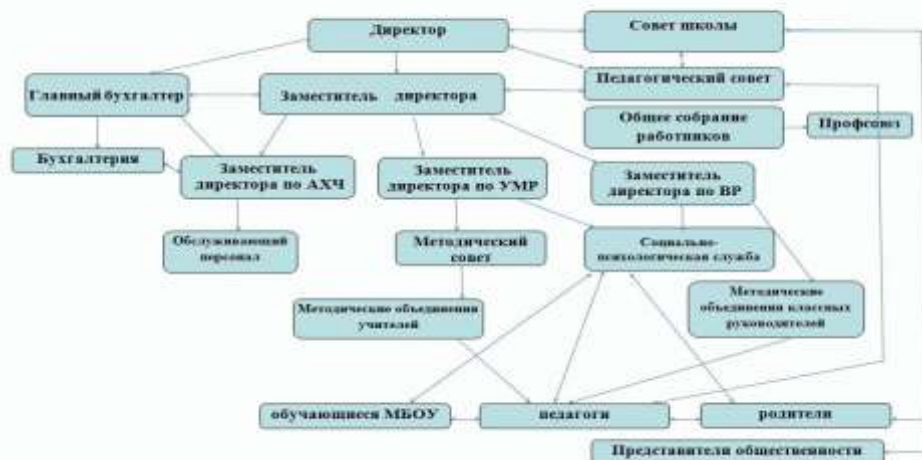 Директор
Совет школы
Главный бухгалтер
Заместитель директора
Педагогический совет
Общее собрание
работников
Профсоюз
Бухгалтерия
Заместитель
директора по АХЧ
Заместитель
директора по УМР
Заместитель
директора по ВР
Обслуживающий
персонал
Методический
совет
Социально-
психологическая служба
Методические объединения
учителей
Методические
объединения классных
руководителей
обучающиеся МБОУ
педагоги
родители
Представители общественности